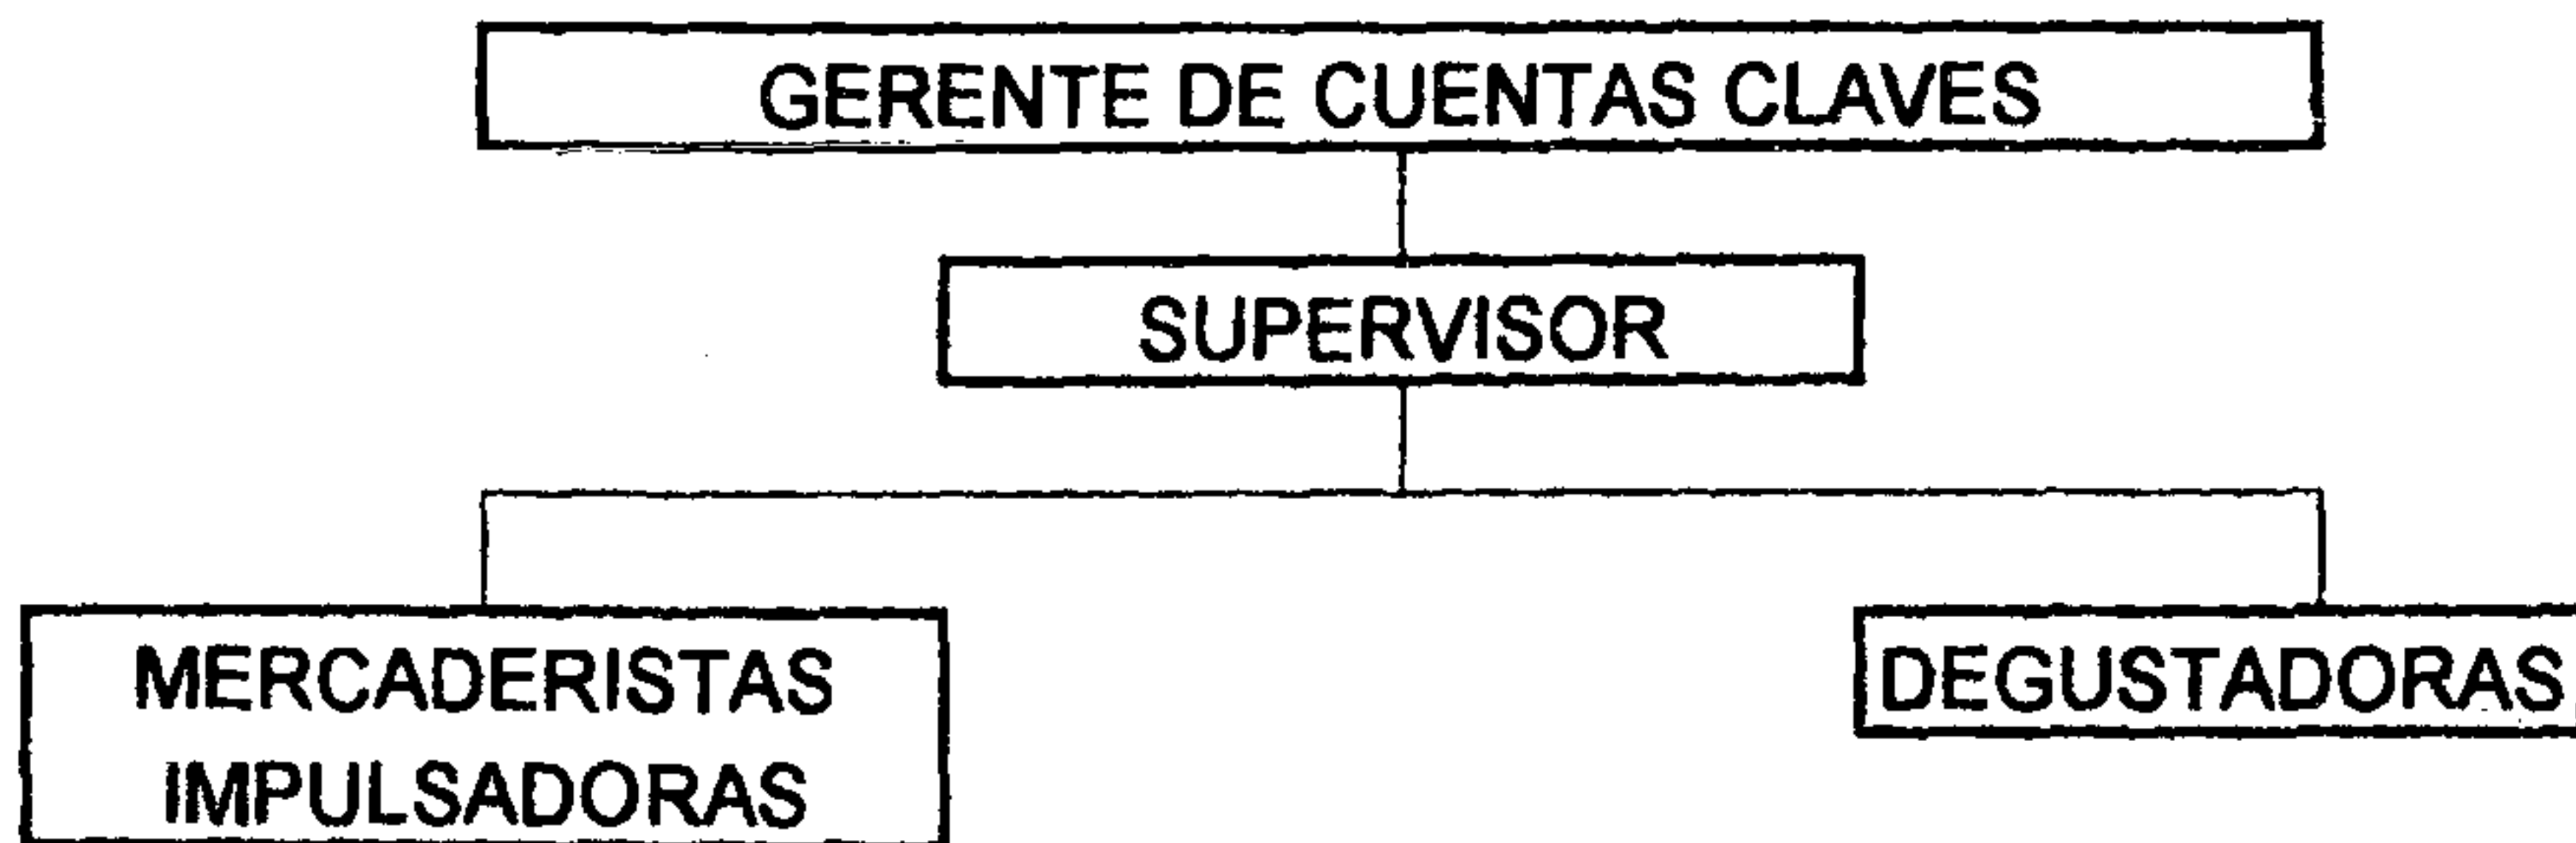 GERENTE DE CUENTAS CLAVES
SUPERVISOR
MERCADERISTAS
IMPULSADORAS
DEGUSTADORAS